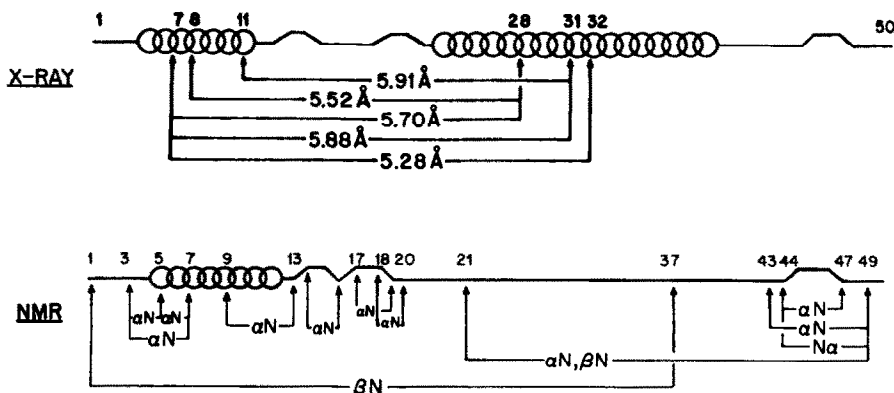 1 7 8 11 28 31 32 50
X-RAY
5.91Å
5.52Å
5.70Å
5.88Å
5.28Å
1 3 5 7 9 13 17 18 20 21 37 43 44 47 49
NMR
αN αN αN αN αN
αN αN αN αN
Nα
αN,βN
βN